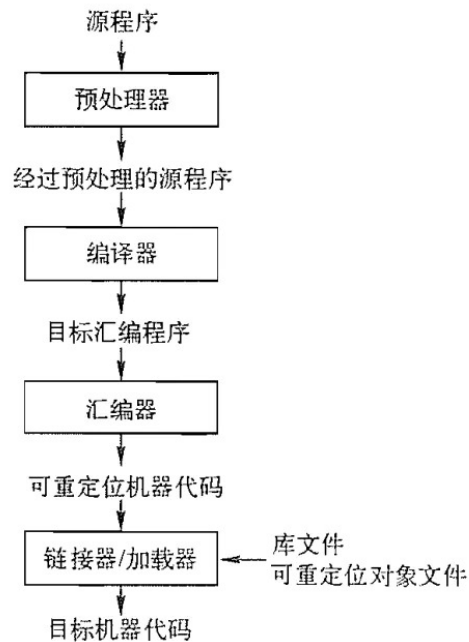 源程序
预处理器
经过预处理的源程序
编译器
目标汇编程序
汇编器
可重定位机器代码
链接器/加载器
库文件
可重定位对象文件
目标机器代码